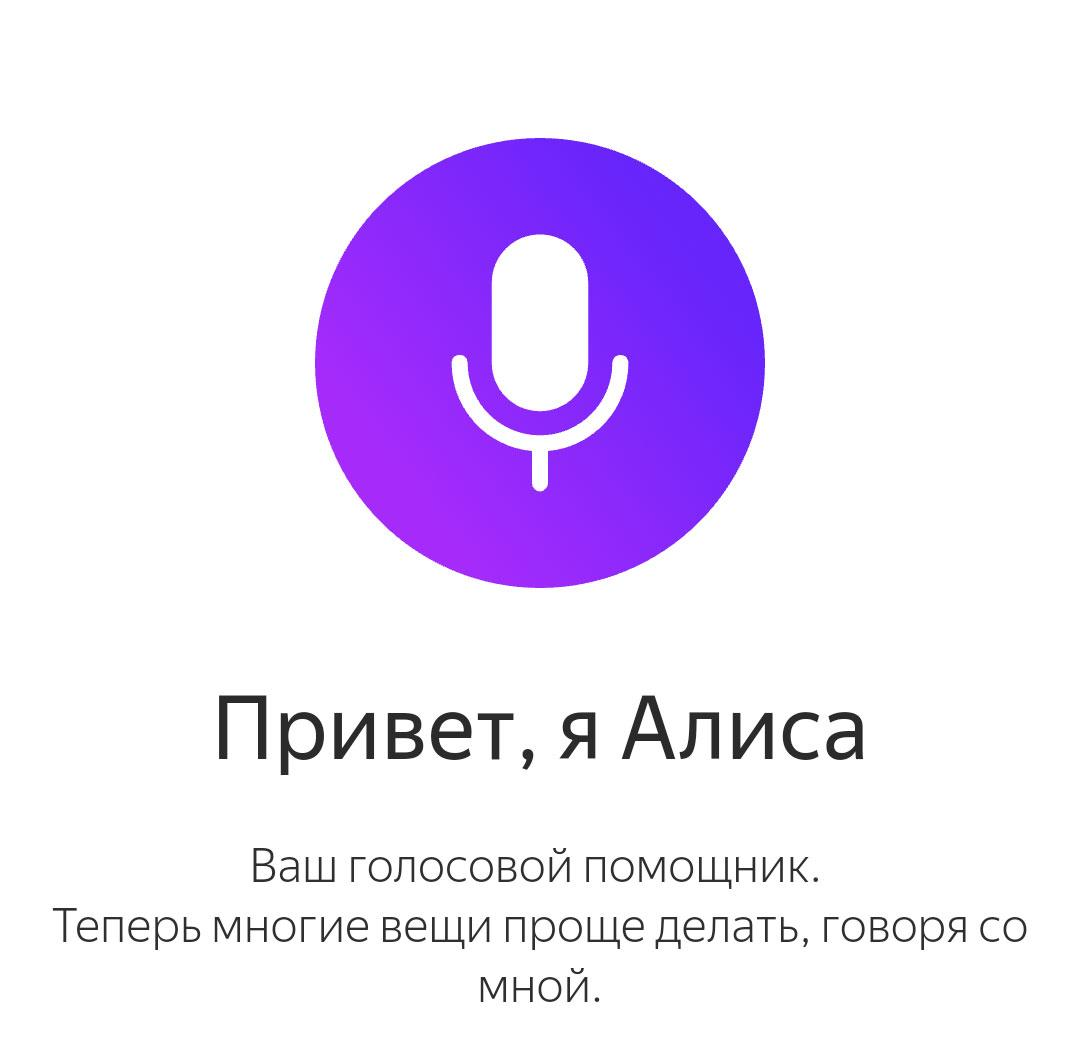 Привет, я Алиса
Ваш голосовой помощник.
Теперь многие вещи проще делать, говоря со
мной.